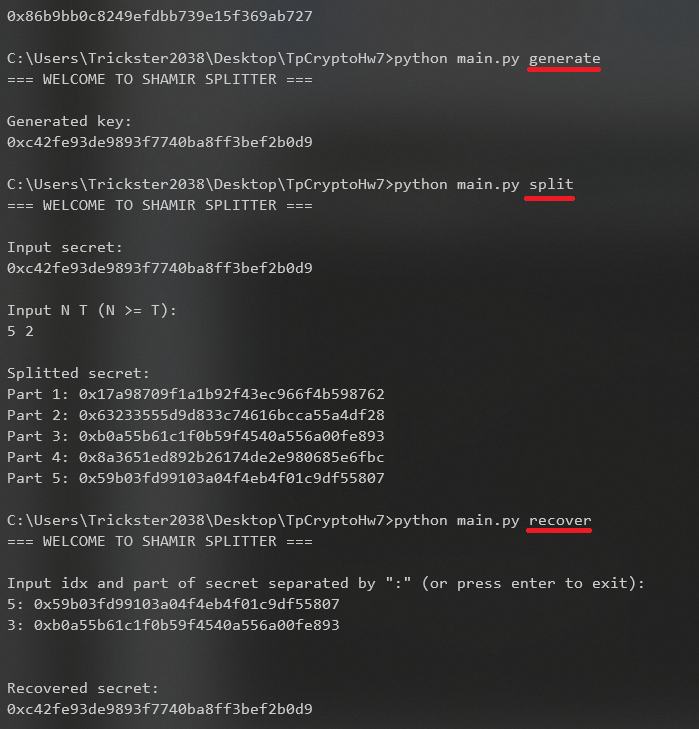 0x86b9bb0c8249efdbb739e15f369ab727
C:\Users\Trickster2038\Desktop\TpCryptoHw7>python main.py generate
=== WELCOME TO SHAMIR SPLITTER ===
Generated key:
0xc42fe93de9893f7740ba8ff3bef2b0d9
C:\Users\Trickster2038\Desktop\TpCryptoHw7>python main.py split
=== WELCOME TO SHAMIR SPLITTER ===
Input secret:
0xc42fe93de9893f7740ba8ff3bef2b0d9
Input N T (N >= T):
5 2
Splitted secret:
Part 1: 0x17a98709f1a1b92f43ec966f4b598762
Part 2: 0x63233555d9d833c74616bcca55a4df28
Part 3: 0xb0a55b61c1f0b59f4540a556a00fe893
Part 4: 0x8a3651ed892b26174de2e980685e6fbc
Part 5: 0x59b03fd99103a04f4eb4f01c9df55807
C:\Users\Trickster2038\Desktop\TpCryptoHw7>python main.py recover
=== WELCOME TO SHAMIR SPLITTER ===
Input idx and part of secret separated by ":" (or press enter to exit):
5: 0x59b03fd99103a04f4eb4f01c9df55807
3: 0xb0a55b61c1f0b59f4540a556a00fe893
Recovered secret:
0xc42fe93de9893f7740ba8ff3bef2b0d9